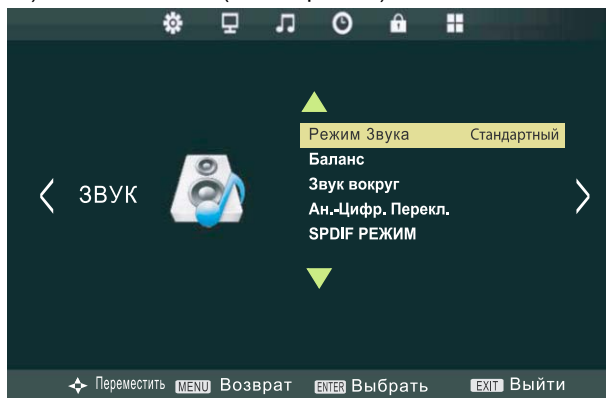 Режим Звука Стандартный
Баланс
Звук вокруг
ЗВУК
Ан.-Цифр. Перекл.
SPDIF РЕЖИМ
Переместить MENU Возврат ENTER Выбрать EXIT Выйти